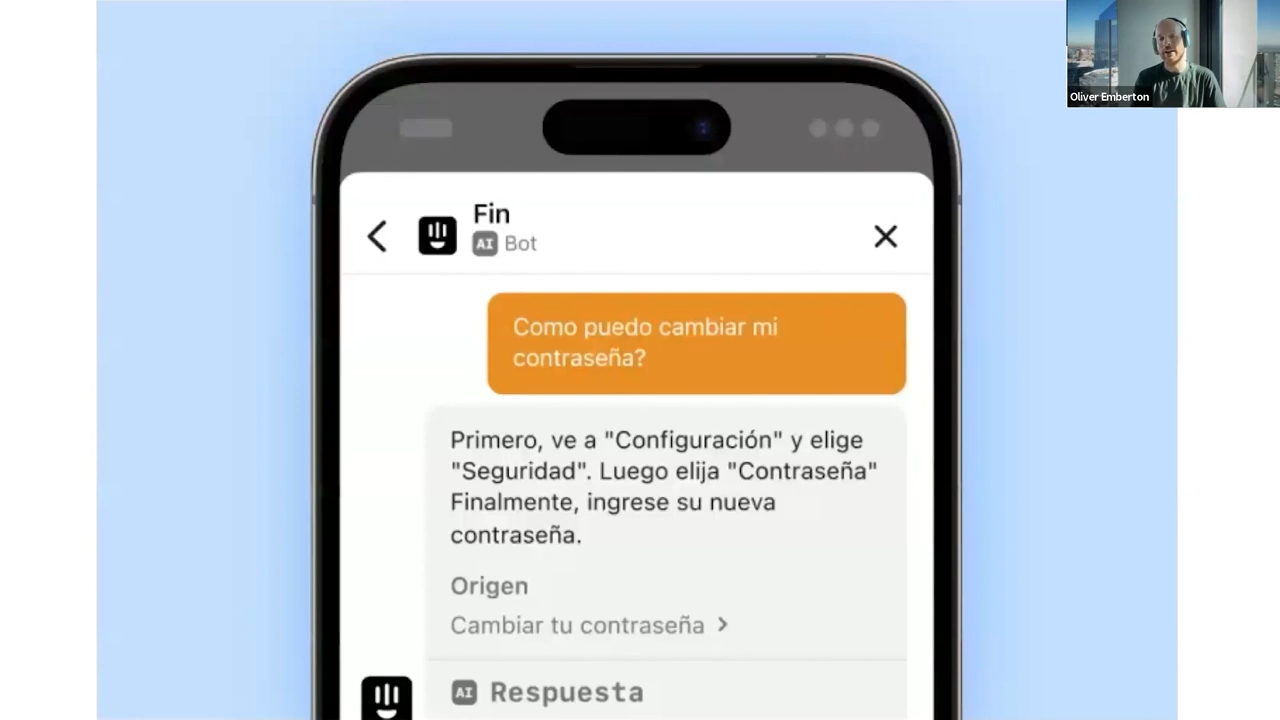 Oliver Emberton
Fin
AI Bot
Como puedo cambiar mi
contraseña?
Primero, ve a "Configuración" y elige
"Seguridad". Luego elija "Contraseña"
Finalmente, ingrese su nueva
contraseña.
Origen
Cambiar tu contraseña
AI Respuesta